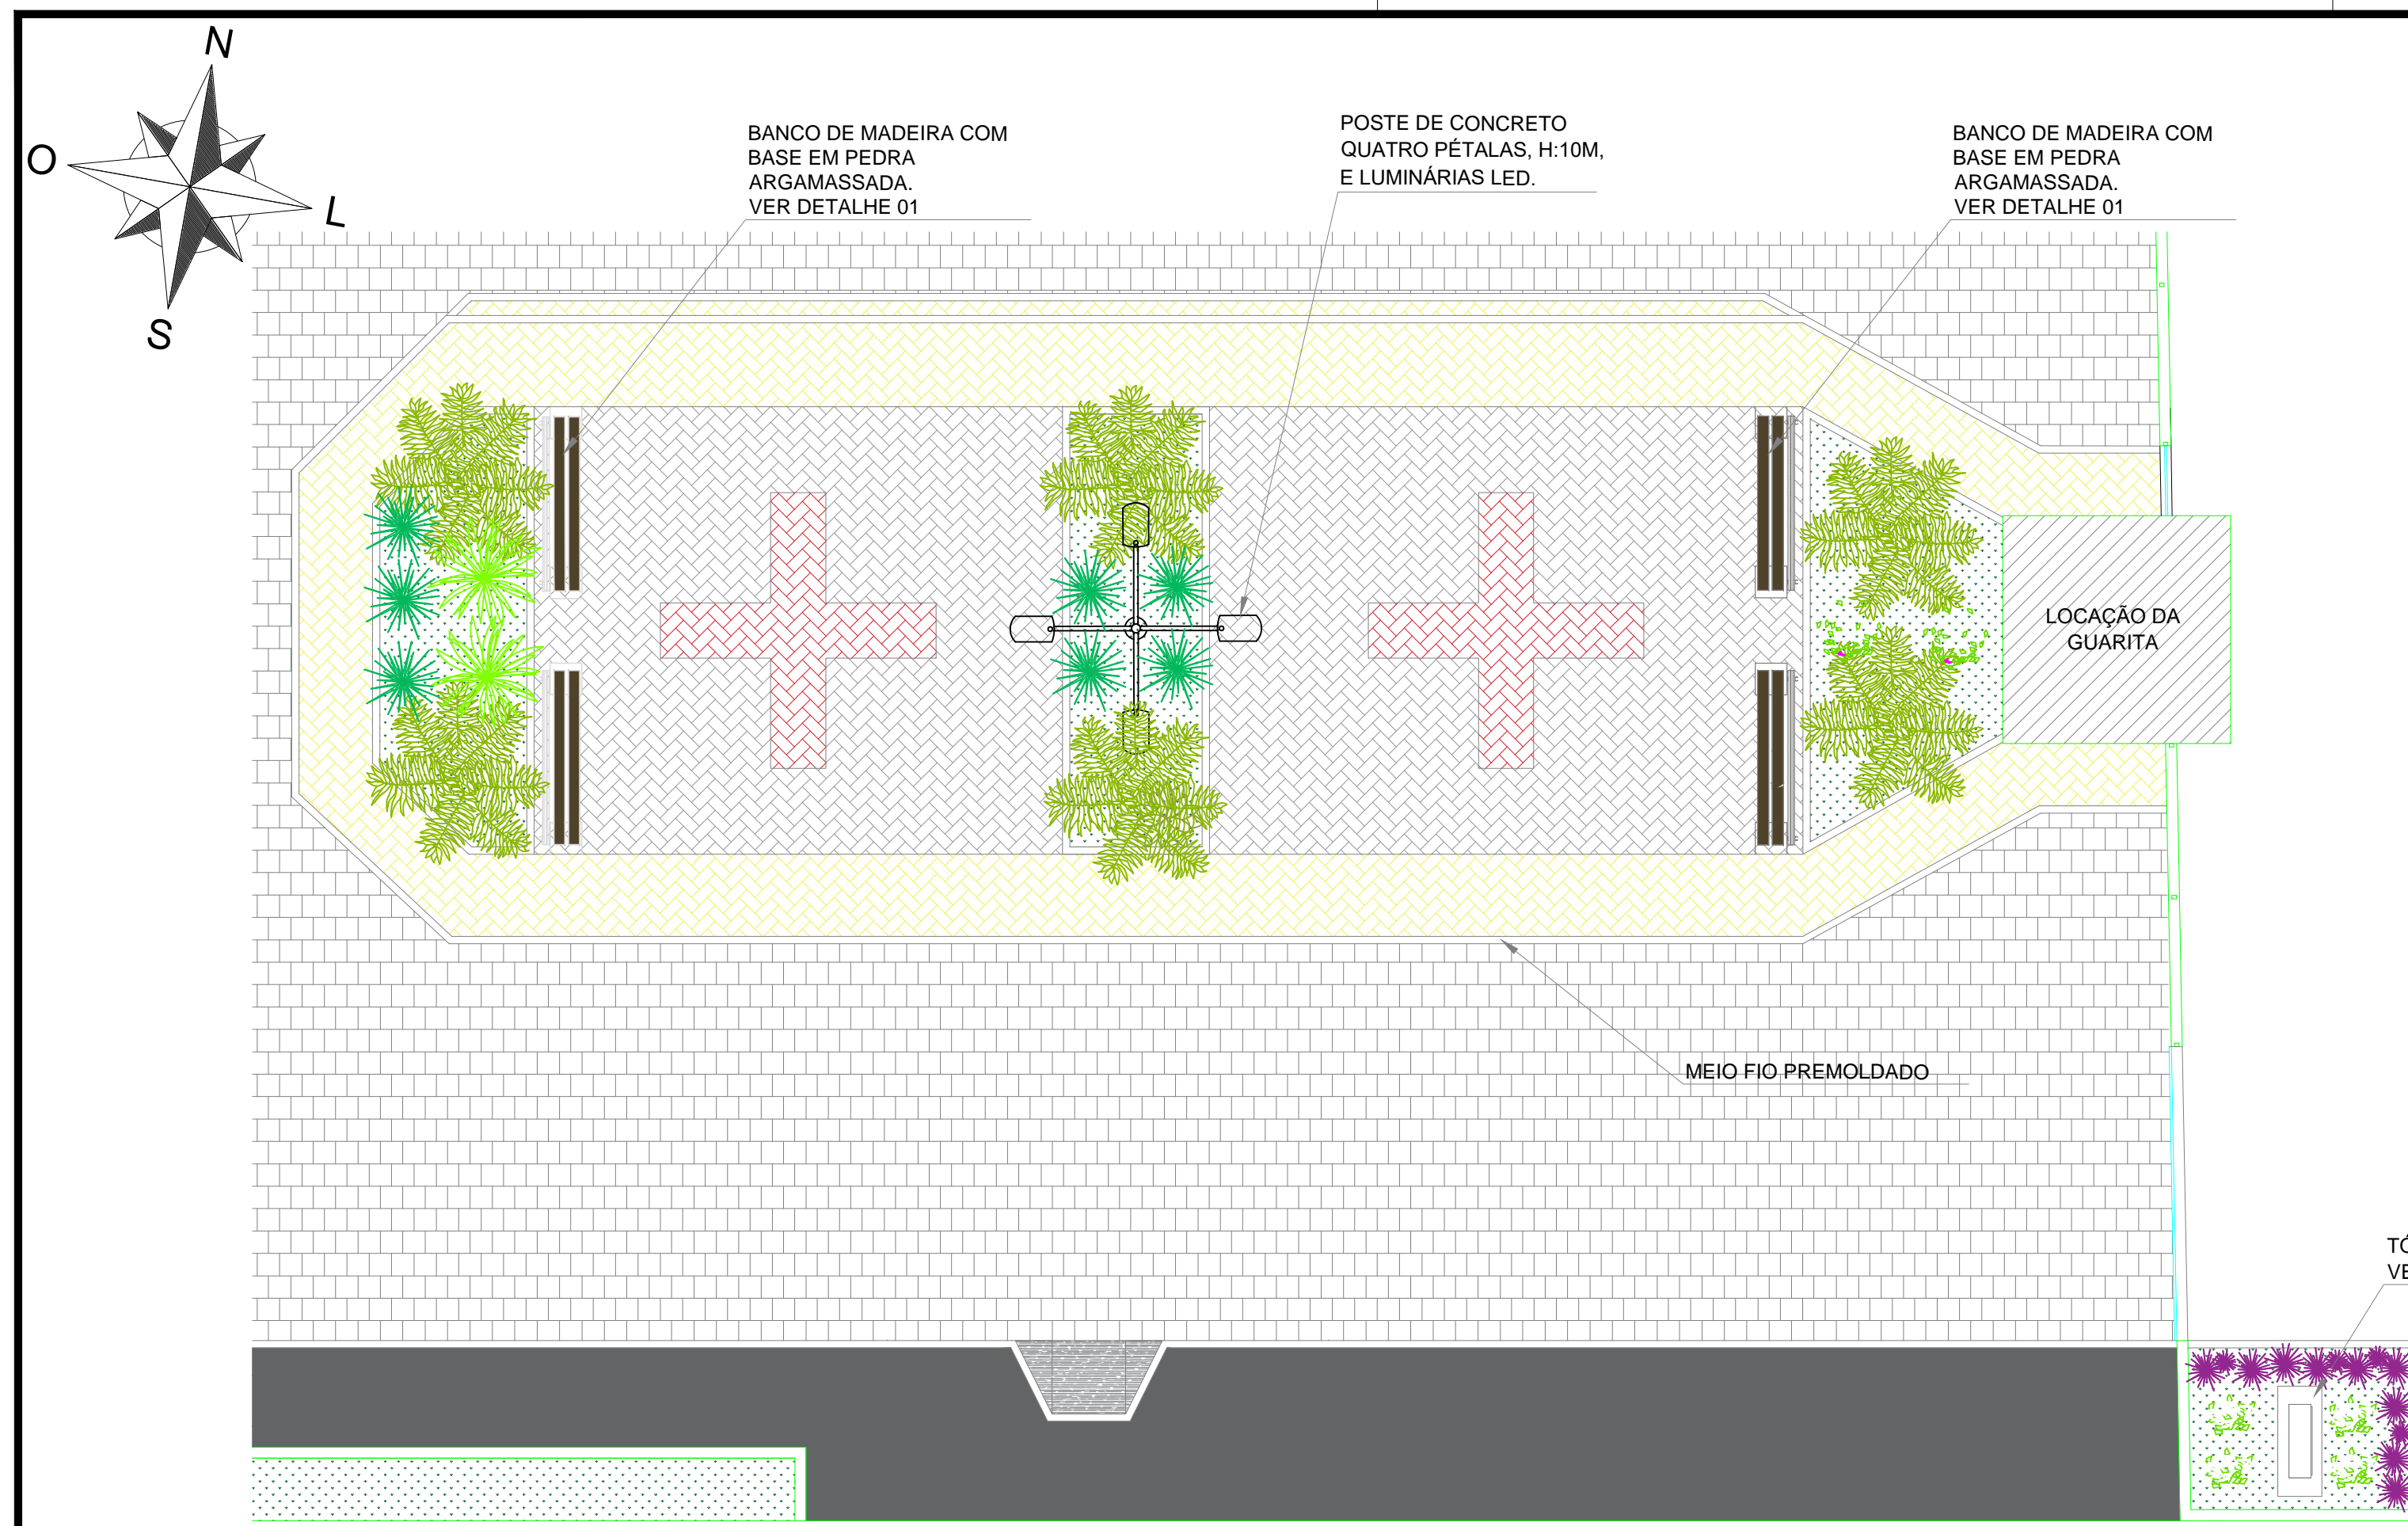 N
O
L
S
BANCO DE MADEIRA COM
BASE EM PEDRA
ARGAMASSADA.
VER DETALHE 01
POSTE DE CONCRETO
QUATRO PÉTALAS, H:10M,
E LUMINÁRIAS LED.
BANCO DE MADEIRA COM
BASE EM PEDRA
ARGAMASSADA.
VER DETALHE 01
LOCAÇÃO DA
GUARITA
MEIO FIO PREMOLDADO